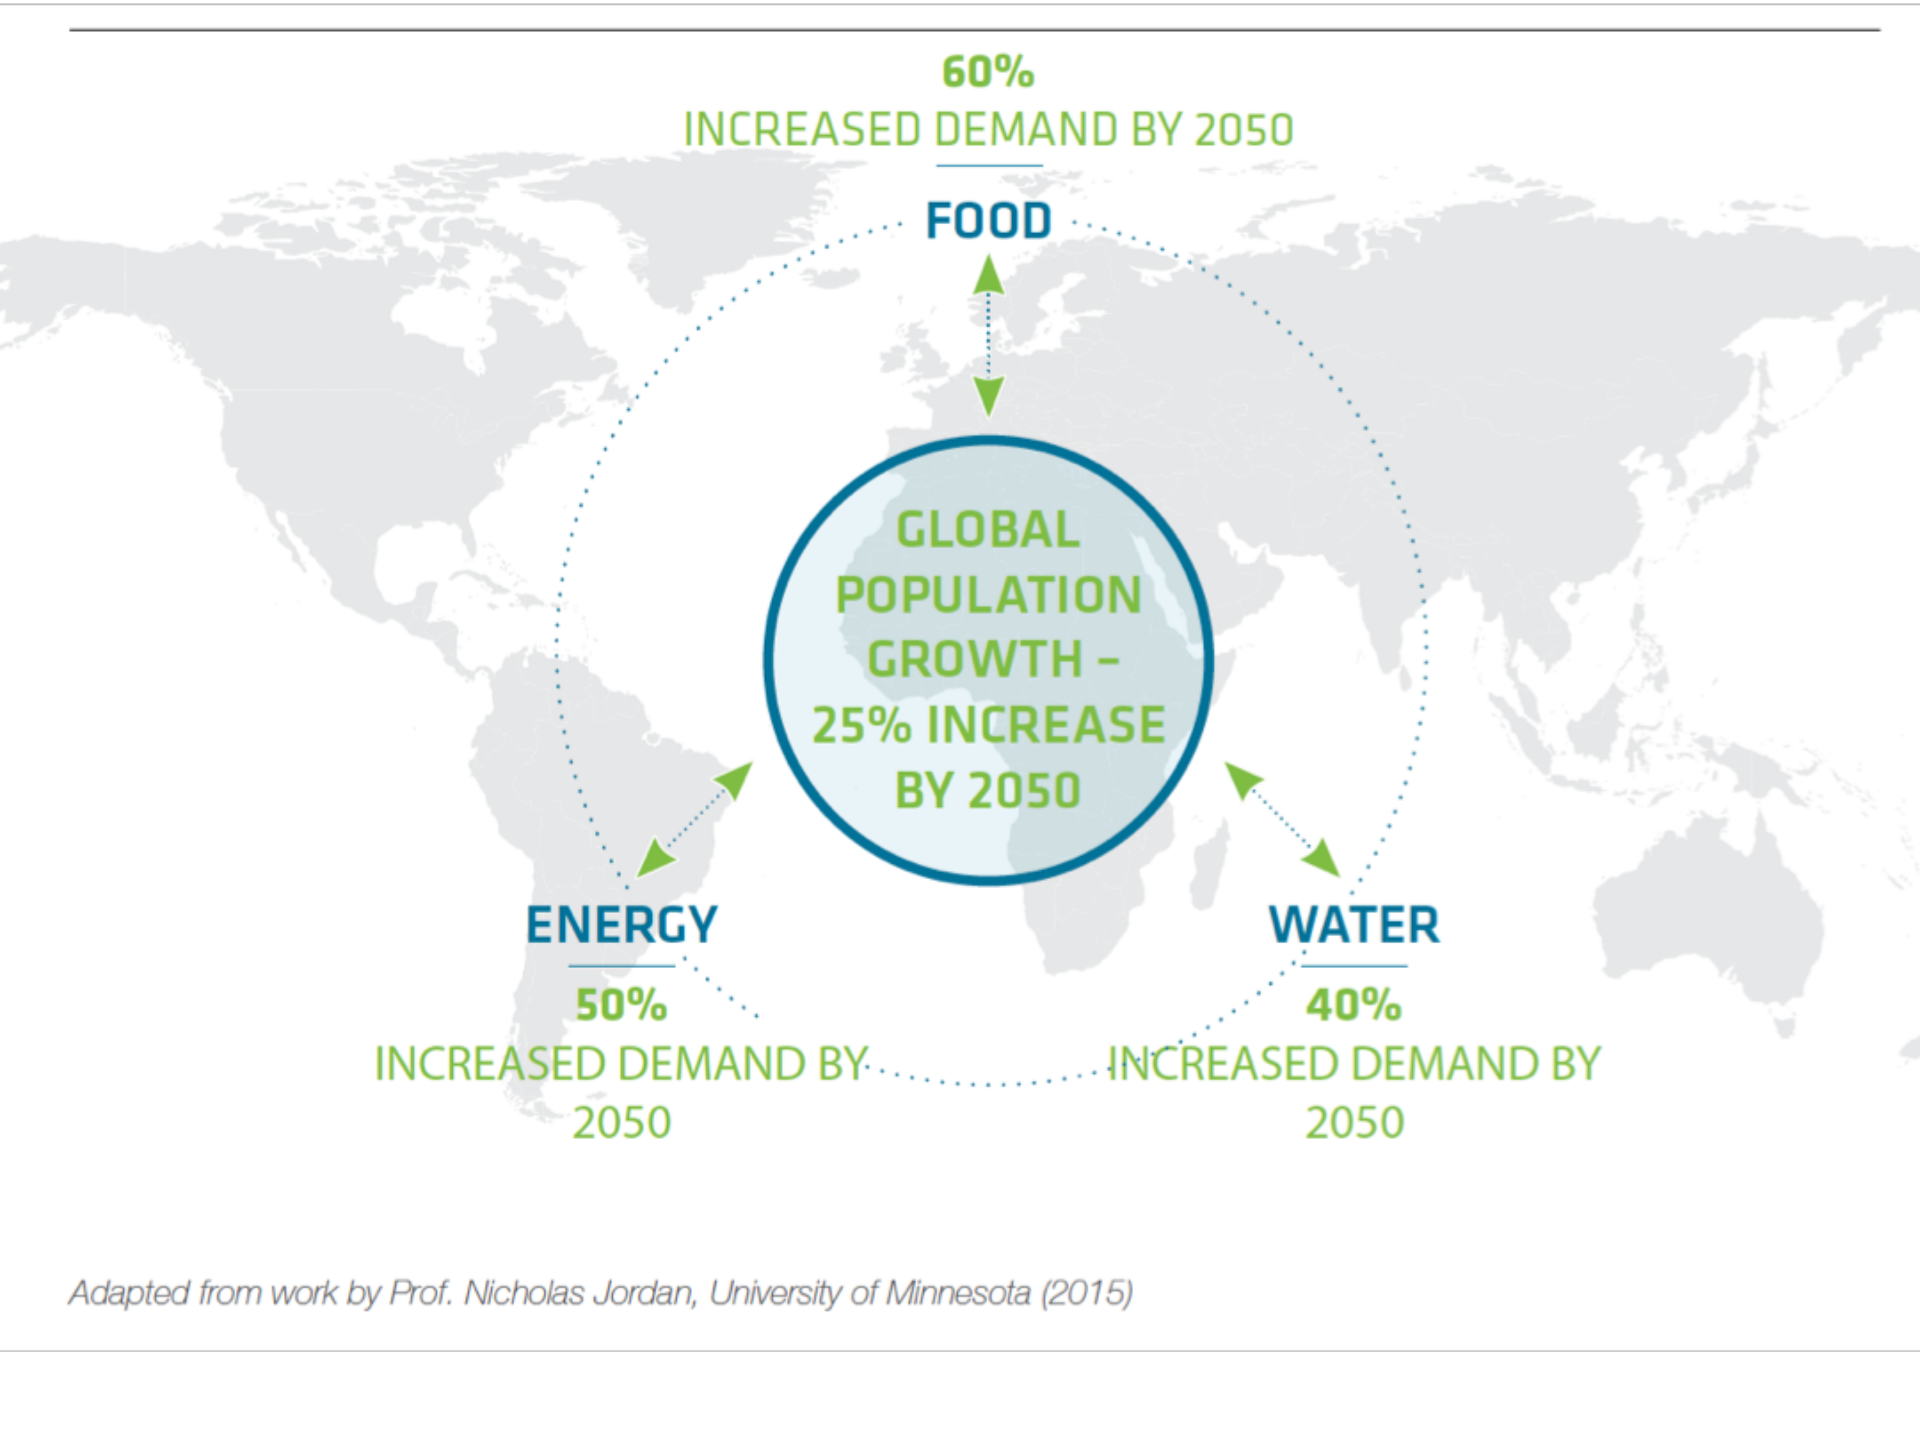 60%
INCREASED DEMAND BY 2050
FOOD
GLOBAL
POPULATION
GROWTH –
25% INCREASE
BY 2050
ENERGY
50%
INCREASED DEMAND BY
2050
WATER
40%
INCREASED DEMAND BY
2050
Adapted from work by Prof. Nicholas Jordan, University of Minnesota (2015)